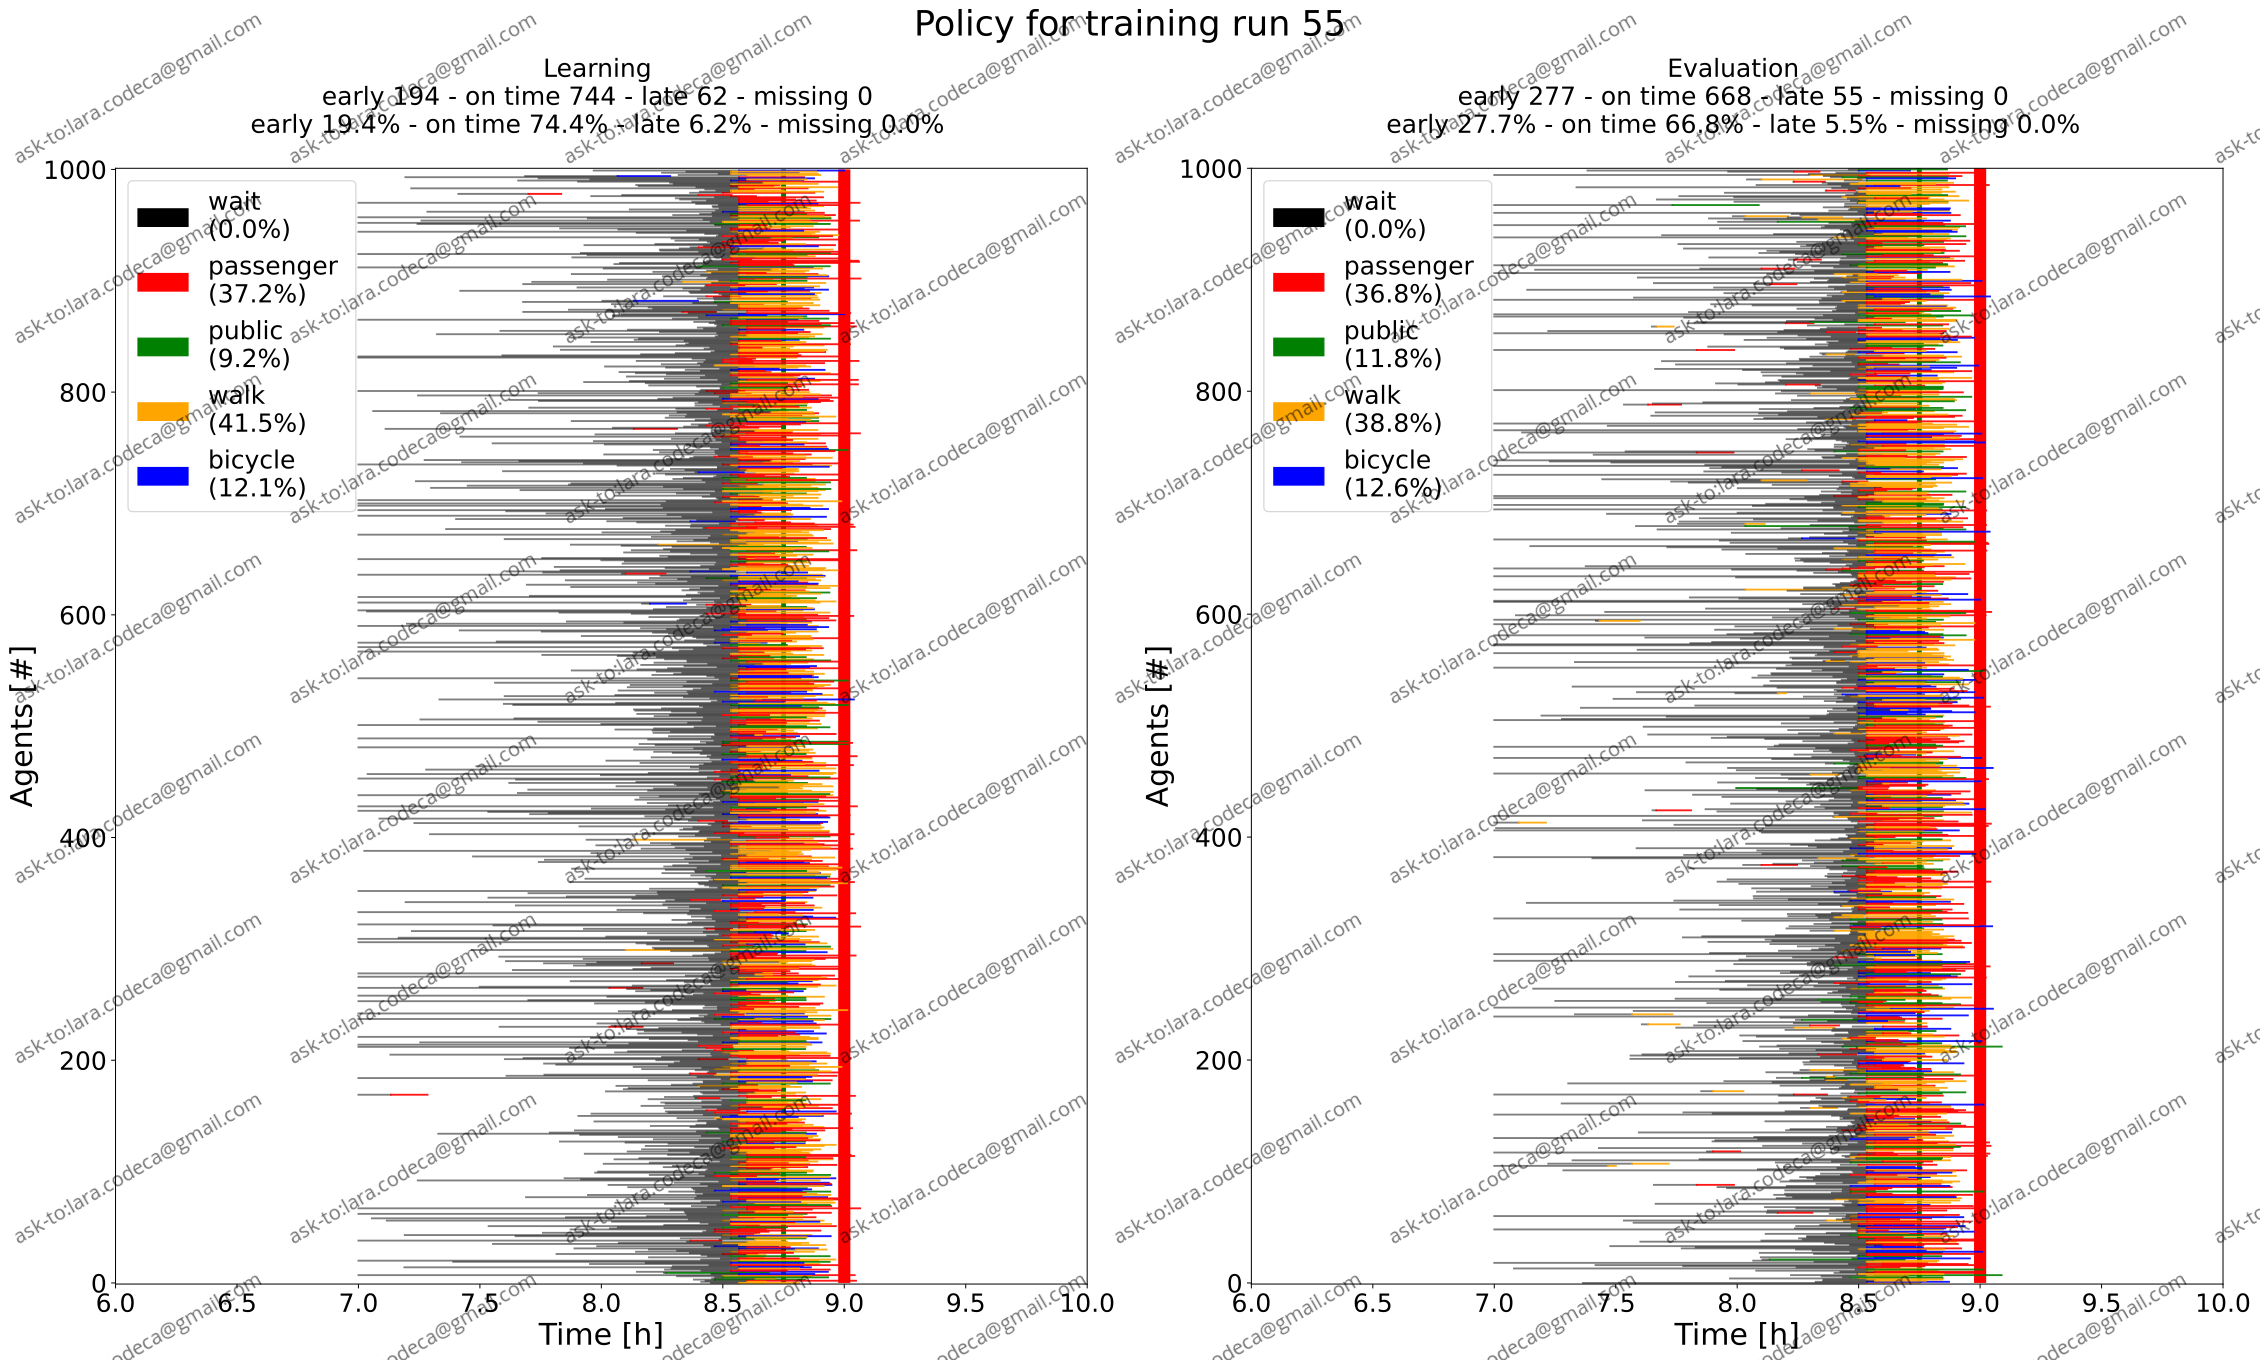 Policy for training run 55
Learning
early 194 - on time 744 - late 62 - missing 0
early 19.4% - on time 74.4% - late 6.2% - missing 0.0%
Evaluation
early 277 - on time 668 - late 55 - missing 0
early 27.7% - on time 66.8% - late 5.5% - missing 0.0%
Agents [#]
1000
800
600
400
200
0
wait
(0.0%)
passenger
(37.2%)
public
(9.2%)
walk
(41.5%)
bicycle
(12.1%)
6.0 6.5 7.0 7.5 8.0 8.5 9.0 9.5 10.0
Time [h]
Agents [#]
1000
800
600
400
200
0
wait
(0.0%)
passenger
(36.8%)
public
(11.8%)
walk
(38.8%)
bicycle
(12.6%)
6.0 6.5 7.0 7.5 8.0 8.5 9.0 9.5 10.0
Time [h]
ask-to:lara.codeca@gmail.com